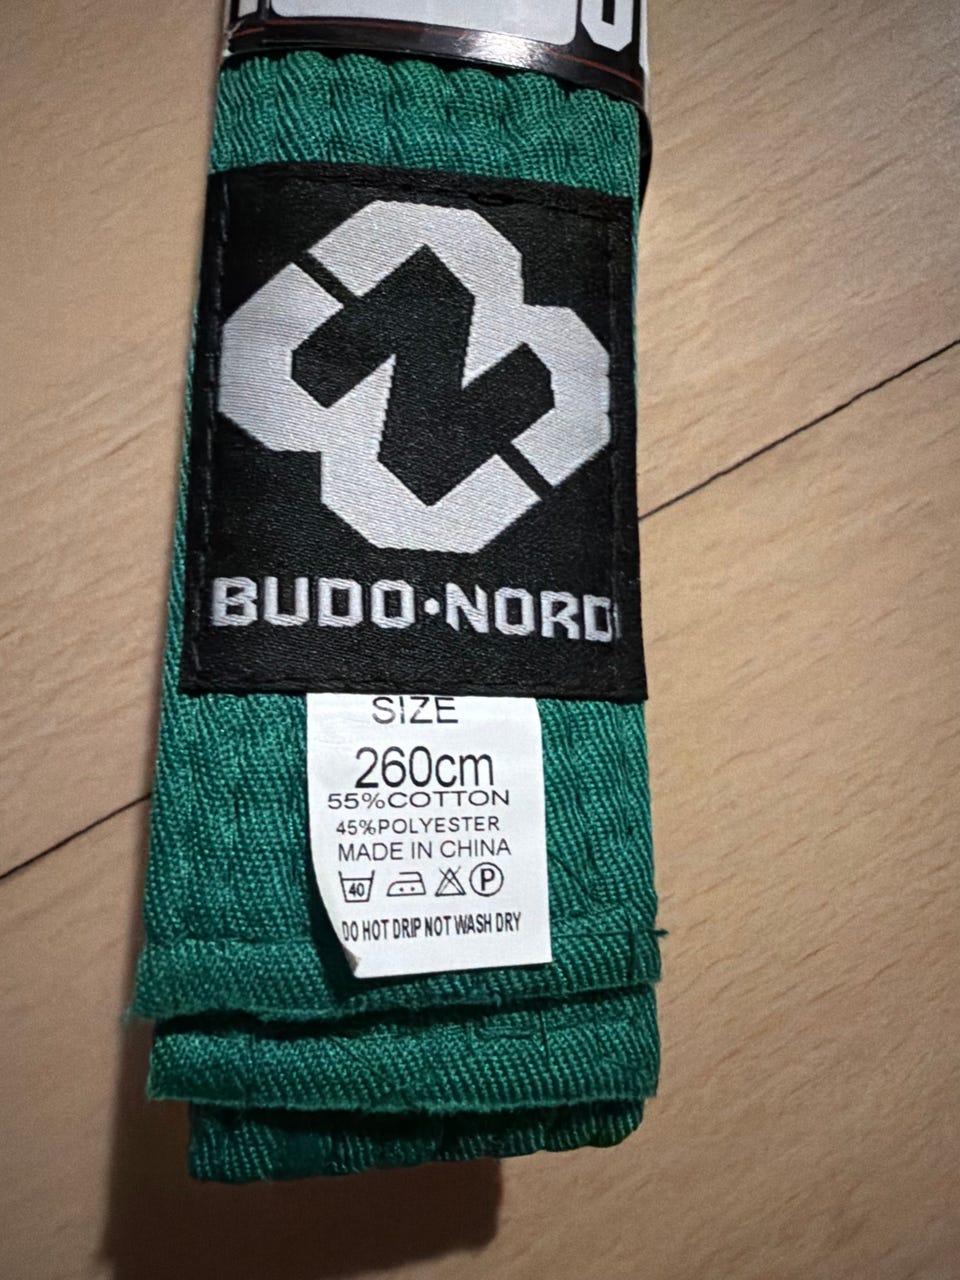 BUDO·NORD
SIZE
260cm
55%COTTON
45%POLYESTER
MADE IN CHINA
40 P
DO HOT DRIP NOT WASH DRY